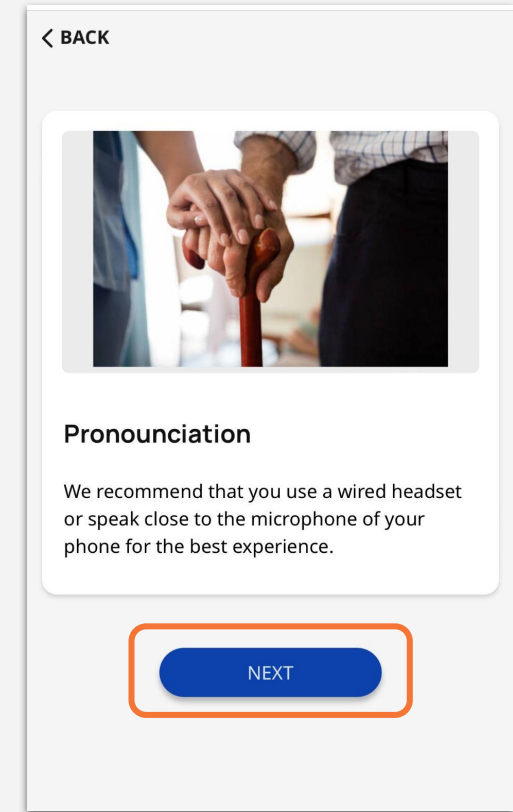 BACK
Pronounciation
We recommend that you use a wired headset
or speak close to the microphone of your
phone for the best experience.
NEXT